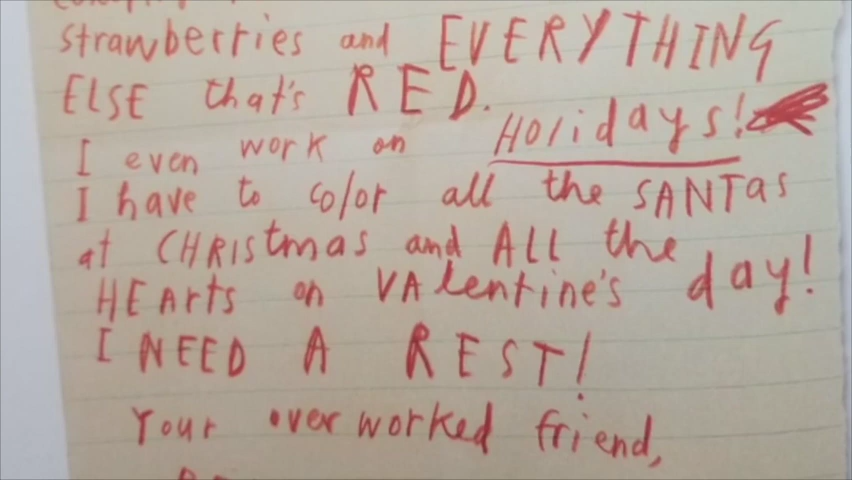 strawberries and EVERYTHING
ELSE that's RED.
I even work on Holidays!
I have to color all the SANTas
at CHRIstmas and ALL the
HEArts on VAlentine's day!
I NEED A REST!
Your overworked friend,